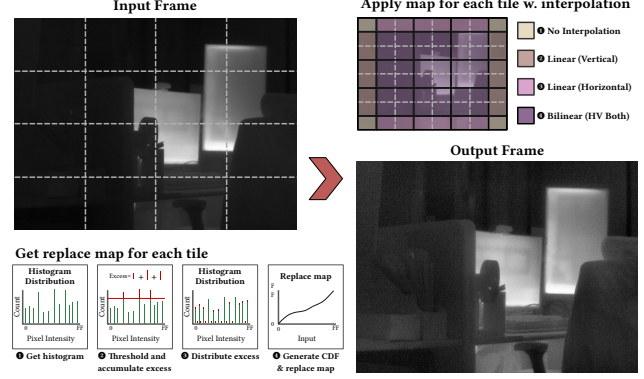 Input Frame
Apply map for each tile w. interpolation
❶ No Interpolation
❷ Linear (Vertical)
❸ Linear (Horizontal)
❹ Bilinear (HV Both)
Output Frame
Get replace map for each tile
Histogram
Distribution
Count
0
FF
Pixel Intensity
❶ Get histogram
Excess= | + | + |
Count
0
FF
Pixel Intensity
❷ Threshold and
accumulate excess
Histogram
Distribution
Count
0
FF
Pixel Intensity
❸ Distribute excess
Replace map
F
F
0
FF
Input
❹ Generate CDF
& replace map